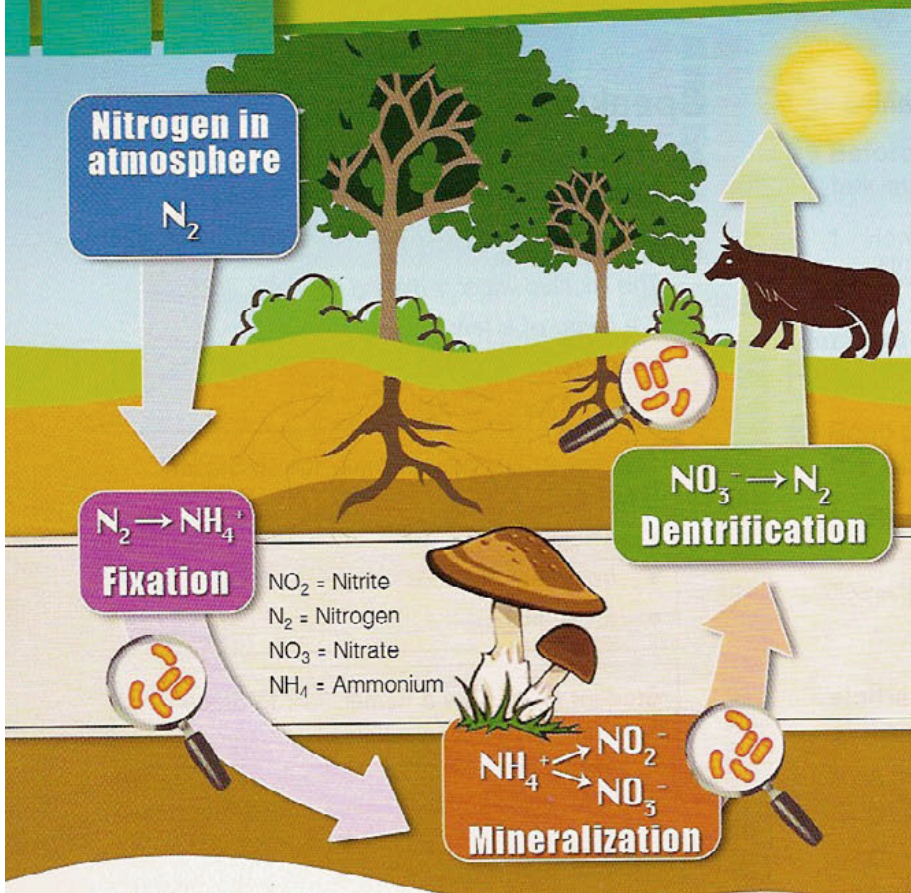 Nitrogen in
atmosphere
N₂
N₂ → NH₄⁺
Fixation
NO₂ = Nitrite
N₂ = Nitrogen
NO₃ = Nitrate
NH₄ = Ammonium
NH₄⁺ → NO₂⁻
→ NO₃⁻
Mineralization
NO₃⁻ → N₂
Dentrification